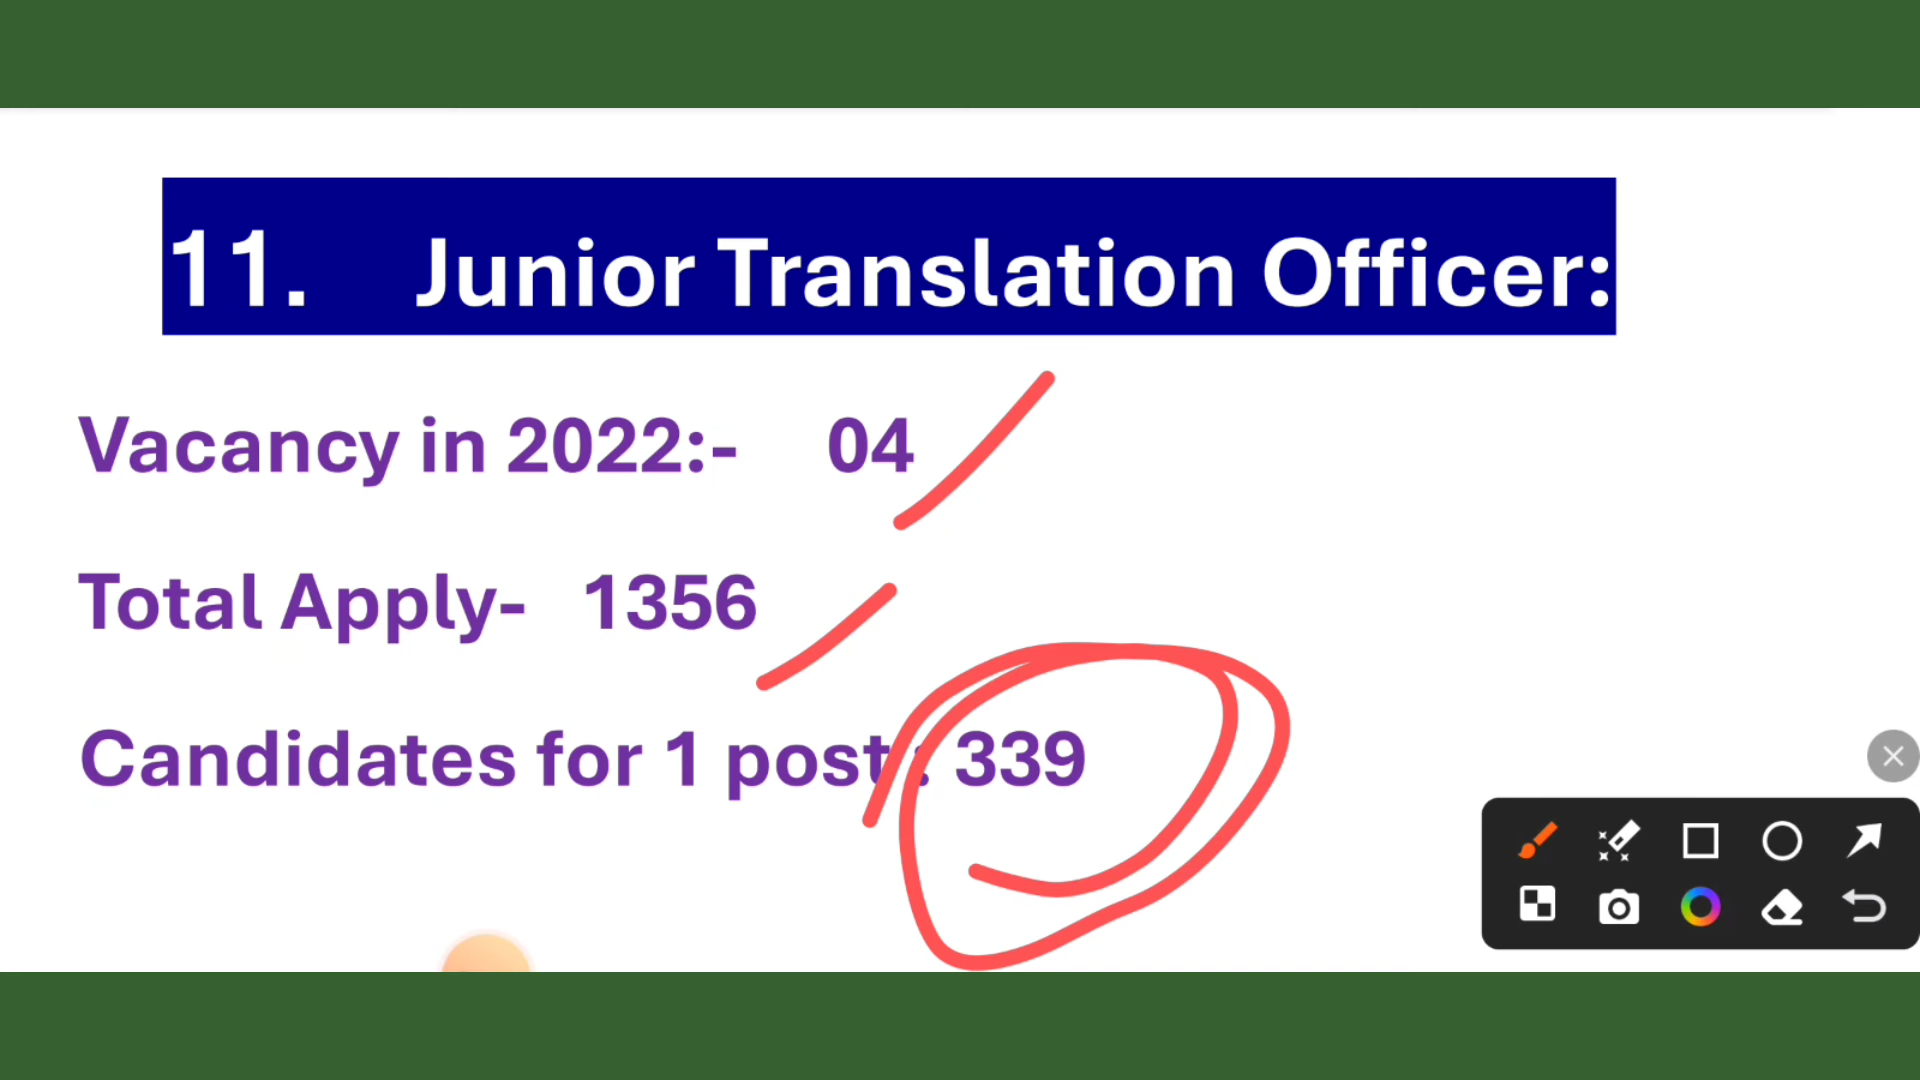 11. Junior Translation Officer:
Vacancy in 2022:- 04
Total Apply- 1356
Candidates for 1 post : 339